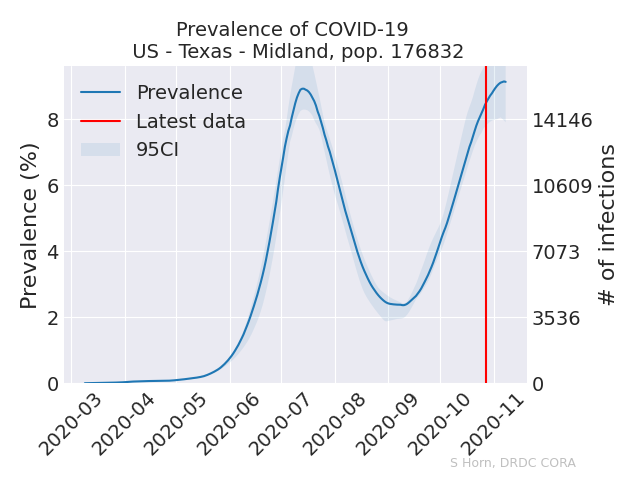 Prevalence of COVID-19
US - Texas - Midland, pop. 176832
Prevalence
Latest data
95CI
Prevalence (%)
8
6
4
2
0
14146
10609
7073
3536
0
# of infections
2020-03
2020-04
2020-05
2020-06
2020-07
2020-08
2020-09
2020-10
2020-11
S Horn, DRDC CORA